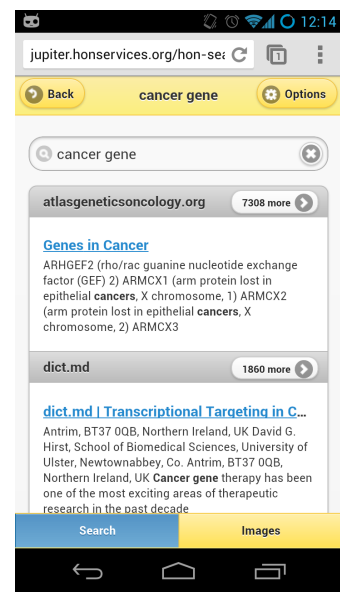 12:14
jupiter.honservices.org/hon-sea
1
Back
cancer gene
Options
cancer gene
atlasgeneticsoncology.org
7308 more
Genes in Cancer
ARHGEF2 (rho/rac guanine nucleotide exchange
factor (GEF) 2) ARMCX1 (arm protein lost in
epithelial cancers, X chromosome, 1) ARMCX2
(arm protein lost in epithelial cancers, X
chromosome, 2) ARMCX3
dict.md
1860 more
dict.md | Transcriptional Targeting in C...
Antrim, BT37 0QB, Northern Ireland, UK David G.
Hirst, School of Biomedical Sciences, University of
Ulster, Newtownabbey, Co. Antrim, BT37 0QB,
Northern Ireland, UK Cancer gene therapy has been
one of the most exciting areas of therapeutic
research in the past decade
Search
Images